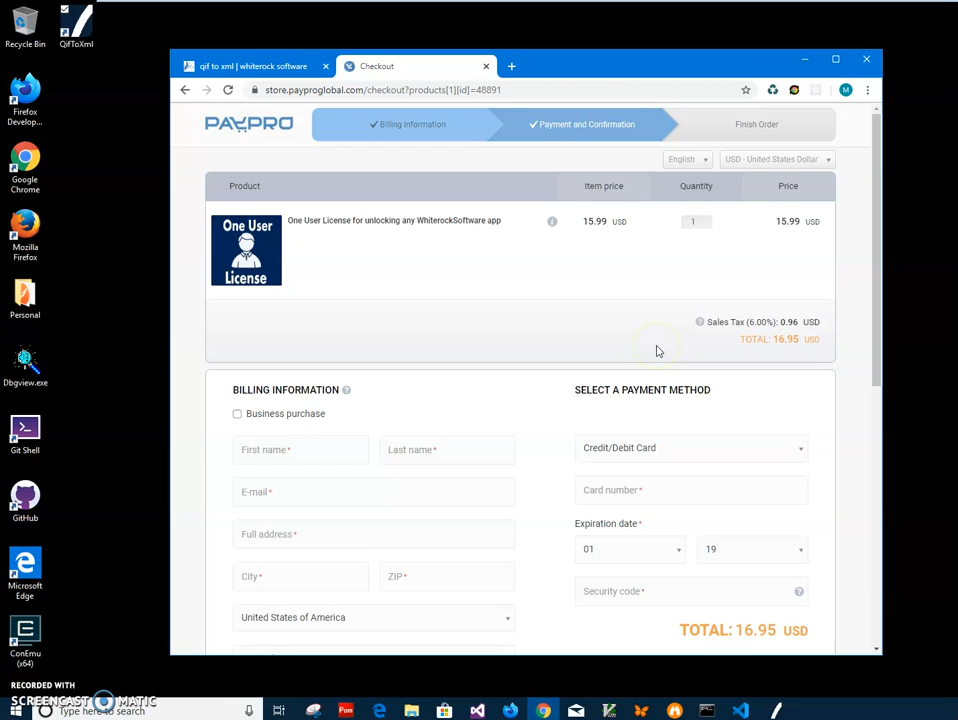 Recycle Bin
QifToXml
Firefox
Develop...
Google
Chrome
Mozilla
Firefox
Personal
Dbgview.exe
Git Shell
GitHub
Microsoft
Edge
ConEmu
(x64)
qif to xml | whiterock software
Checkout
store.payproglobal.com/checkout?products[1][id]=48891
M
PAYPRO
Billing Information
Payment and Confirmation
Finish Order
English
USD - United States Dollar
Product
Item price
Quantity
Price
One User
License
One User License for unlocking any WhiterockSoftware app
15.99 USD
1
15.99 USD
Sales Tax (6.00%): 0.96 USD
TOTAL: 16.95 USD
BILLING INFORMATION
Business purchase
First name*
Last name*
E-mail*
Full address*
City*
ZIP*
United States of America
SELECT A PAYMENT METHOD
Credit/Debit Card
Card number*
Expiration date*
01
19
Security code*
TOTAL: 16.95 USD
RECORDED WITH
SCREENCAST MATIC
Type here to search
Pom